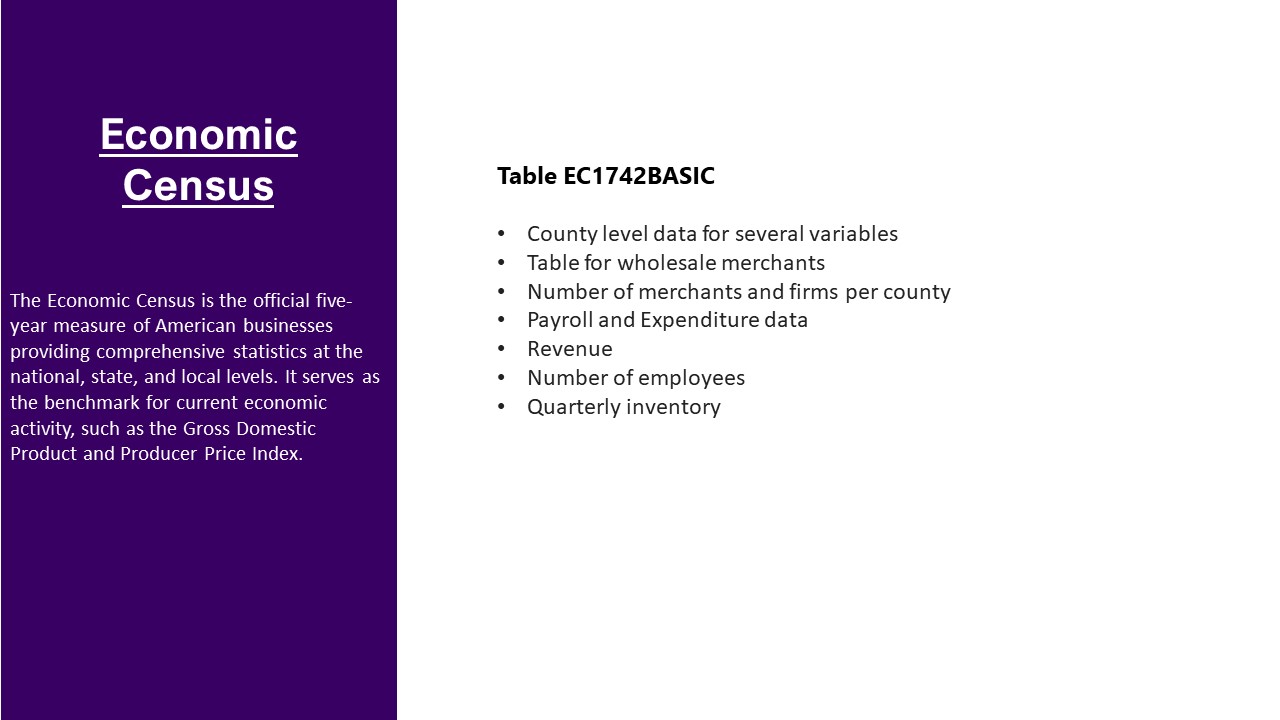 Economic
Census
The Economic Census is the official five-
year measure of American businesses
providing comprehensive statistics at the
national, state, and local levels. It serves as
the benchmark for current economic
activity, such as the Gross Domestic
Product and Producer Price Index.
Table EC1742BASIC
• County level data for several variables
• Table for wholesale merchants
• Number of merchants and firms per county
• Payroll and Expenditure data
• Revenue
• Number of employees
• Quarterly inventory